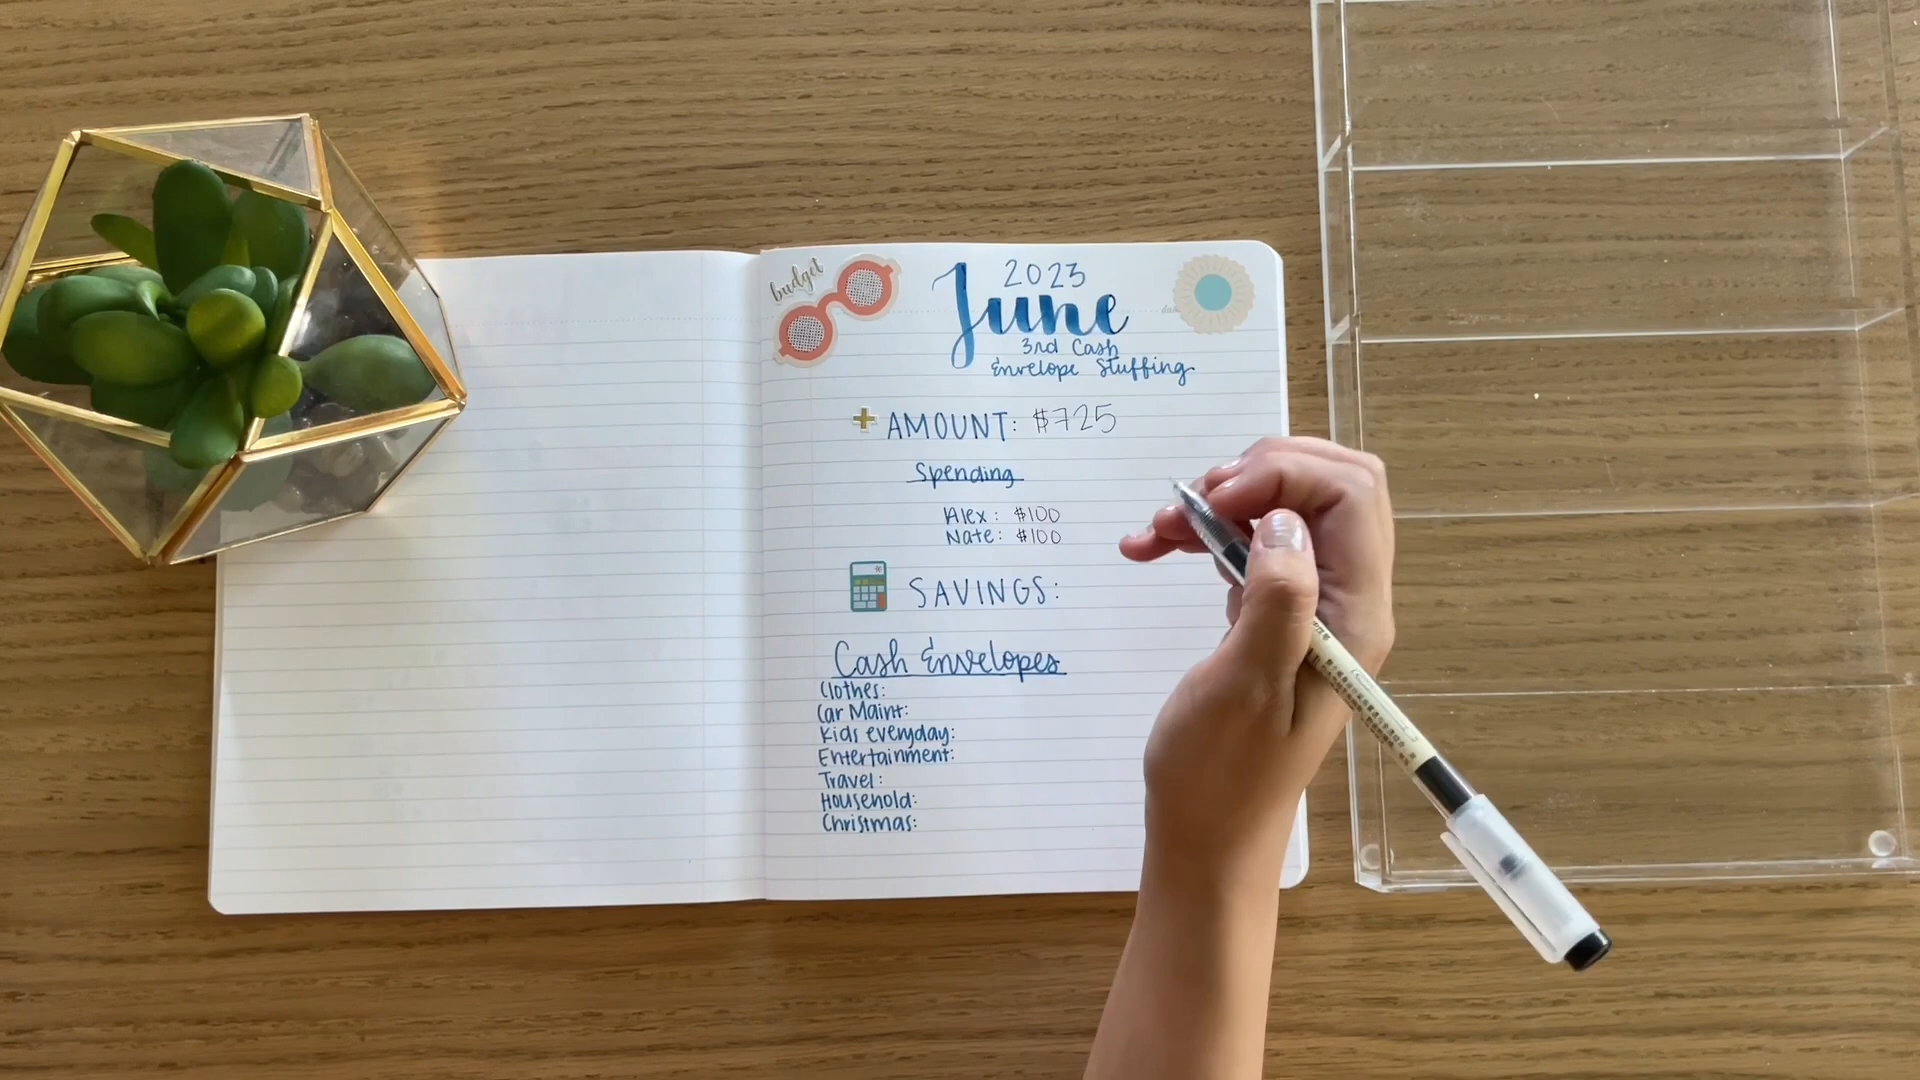 budget
2023
June
3rd Cash
Envelope Stuffing
+ AMOUNT: $725
Spending
Alex: $100
Nate: $100
SAVINGS:
Cash Envelopes
Clothes:
Car Maint:
Kids everyday:
Entertainment:
Travel:
Household:
Christmas: